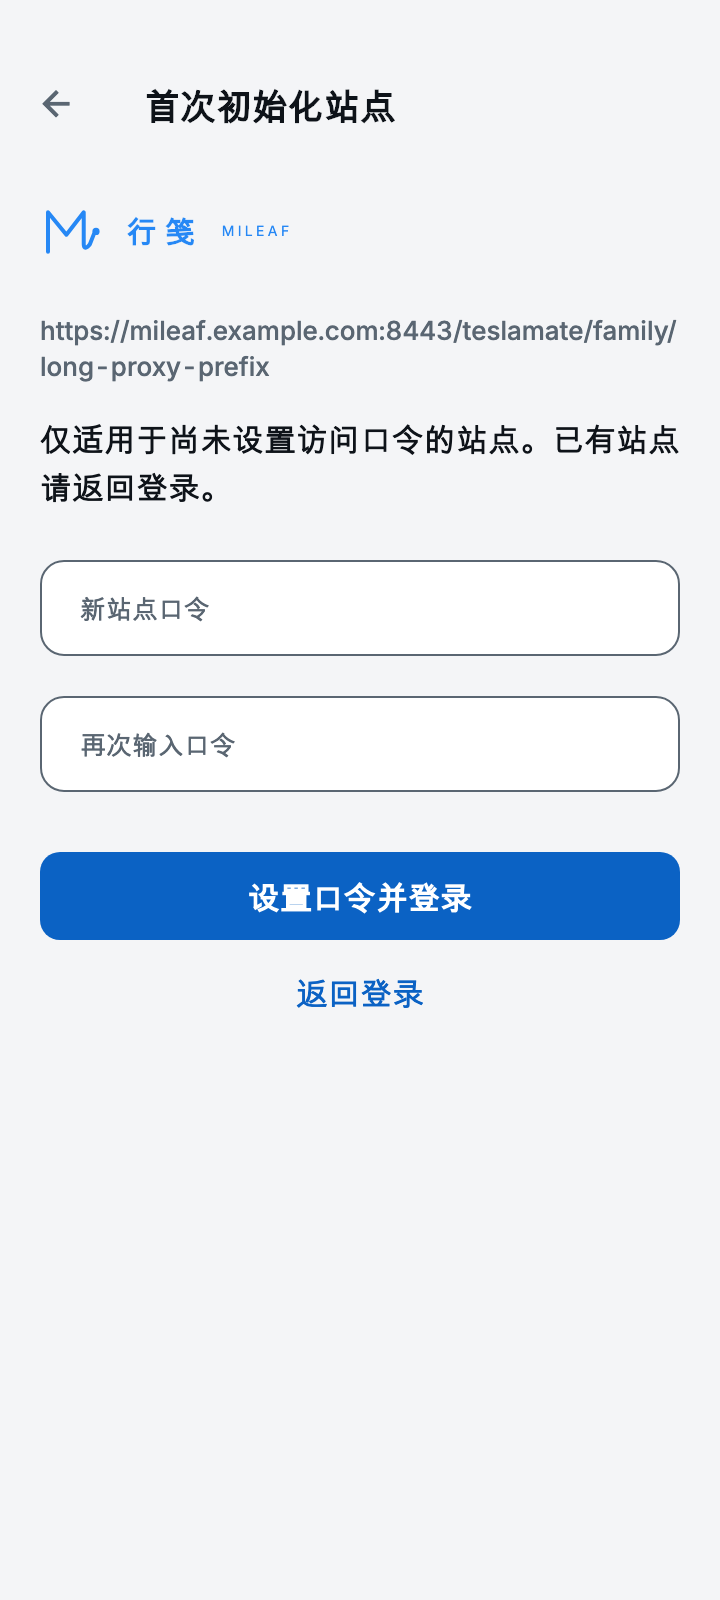 首次初始化站点
行笺 MILEAF
https://mileaf.example.com:8443/teslamate/family/
long-proxy-prefix
仅适用于尚未设置访问口令的站点。已有站点
请返回登录。
新站点口令
再次输入口令
设置口令并登录
返回登录